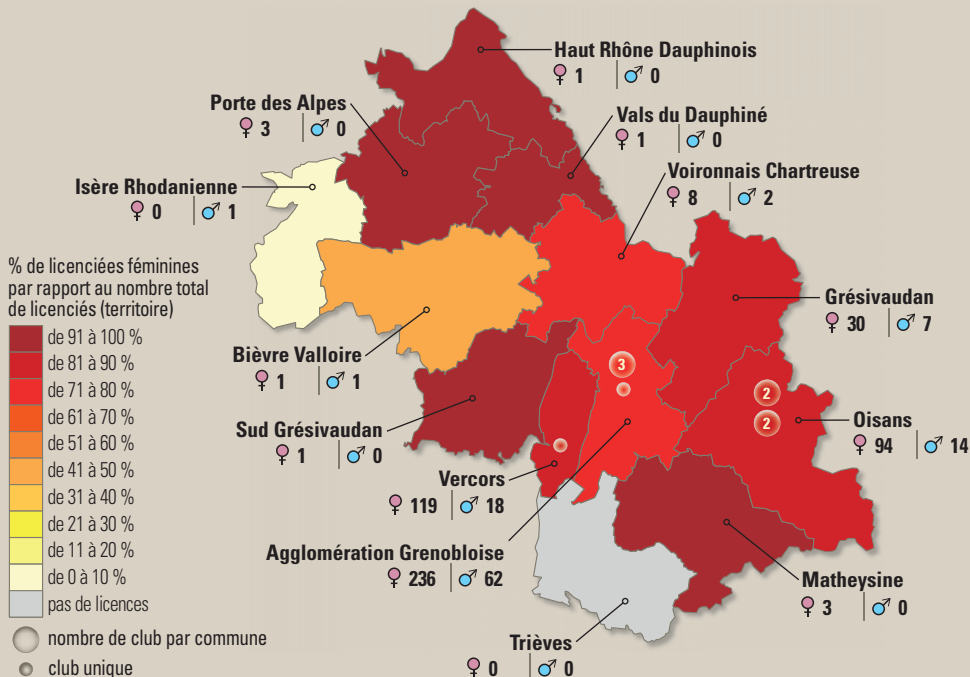 Haut Rhône Dauphinois
♀ 1 | ♂ 0
Porte des Alpes
♀ 3 | ♂ 0
Vals du Dauphiné
♀ 1 | ♂ 0
Isère Rhodanienne
♀ 0 | ♂ 1
Voironnais Chartreuse
♀ 8 | ♂ 2
% de licenciées féminines
par rapport au nombre total
de licenciés (territoire)
de 91 à 100 %
de 81 à 90 %
de 71 à 80 %
de 61 à 70 %
de 51 à 60 %
de 41 à 50 %
de 31 à 40 %
de 21 à 30 %
de 11 à 20 %
de 0 à 10 %
pas de licences
nombre de club par commune
club unique
Grésivaudan
♀ 30 | ♂ 7
Bièvre Valloire
♀ 1 | ♂ 1
3
2
2
Oisans
♀ 94 | ♂ 14
Sud Grésivaudan
♀ 1 | ♂ 0
Vercors
♀ 119 | ♂ 18
Agglomération Grenobloise
♀ 236 | ♂ 62
Matheysine
♀ 3 | ♂ 0
Trièves
♀ 0 | ♂ 0